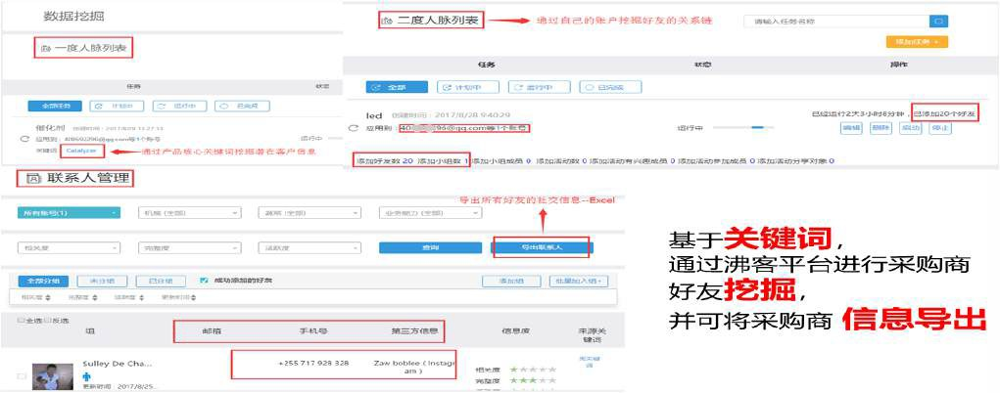 数据挖掘
一度人脉列表
任务
状态
全部任务 计划中 运行中 已完成
催化剂 创建时间：2017/8/29 11:27:13
应用到：408692296@qq.com等1个账号
运行中
关键词：Catalyzer
通过产品核心关键词挖掘潜在客户信息
二度人脉列表
通过自己的账户挖掘好友的关系链
请输入任务名称
添加任务 +
任务 状态 操作
全部 计划中 运行中 已完成
led 创建时间：2017/8/28 9:40:29
已经运行2天3小时8分钟，已添加20个好友
应用到：
296@qq.com等1个账号
运行中
编辑 删除 启动 停止
添加好友数 20 添加小组数 1 添加小组成员 0 添加活动数 0 添加活动有兴趣成员 0 添加活动参加成员 0 添加活动分享对象 0
联系人管理
导出所有好友的社交信息--Excel
所有账号(1) 机属 (全部) 蔬菜 (全部) 业务能力 (全部)
相关度 完整度 活跃度 查询 导出联系人
全部分组 未分组 已分组 成功添加的好友 添加组 批量加入组
相关度 完整度 活跃度 更新时间
全选 反选
组 邮箱 手机号 第三方信息 信息度 来源关键词
Sulley De Cha...
+255 717 928 328
Zaw boblee ( Instagram )
更新时间：2017/8/25...
相关度
完整度
无关键词
基于关键词，
通过沸客平台进行采购商
好友挖掘，
并可将采购商 信息导出